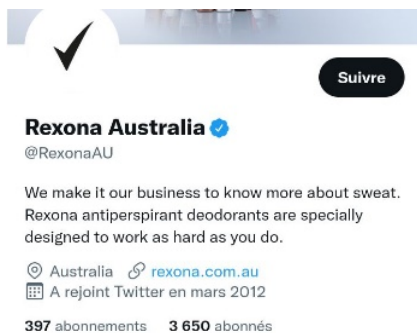 Suivre
Rexona Australia
@RexonaAU
We make it our business to know more about sweat.
Rexona antiperspirant deodorants are specially
designed to work as hard as you do.
Australia rexona.com.au
A rejoint Twitter en mars 2012
397 abonnements 3 650 abonnés